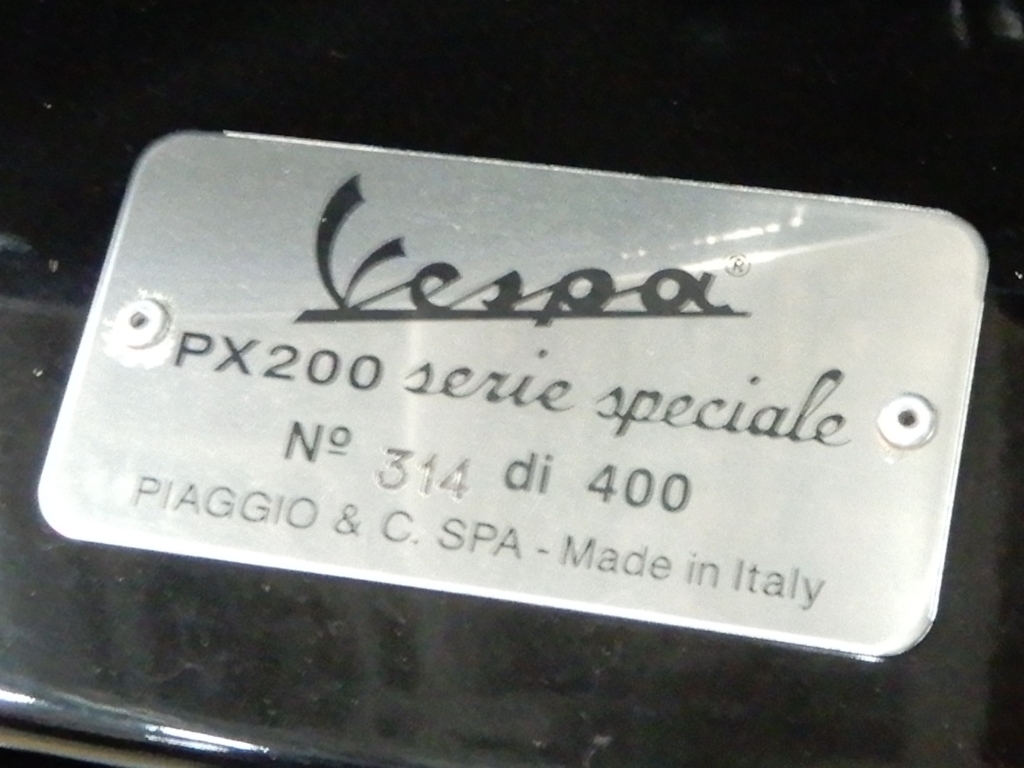 Vespa®
PX200 serie speciale
Nº 314 di 400
PIAGGIO & C. SPA - Made in Italy